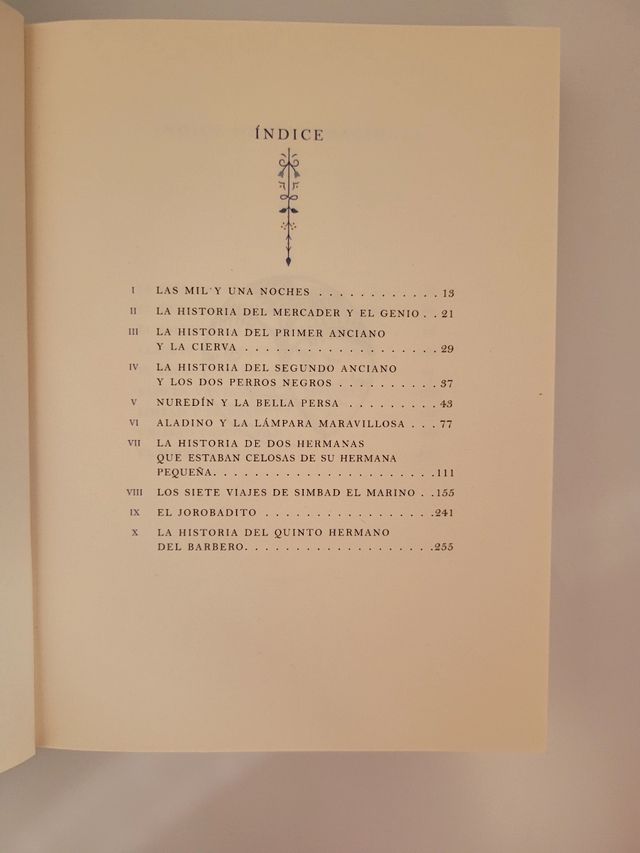 ÍNDICE
I LAS MIL Y UNA NOCHES . . . . . . . . . . . . 13
II LA HISTORIA DEL MERCADER Y EL GENIO . . 21
III LA HISTORIA DEL PRIMER ANCIANO
Y LA CIERVA . . . . . . . . . . . . . . . . . . . 29
IV LA HISTORIA DEL SEGUNDO ANCIANO
Y LOS DOS PERROS NEGROS . . . . . . . . . . 37
V NUREDÍN Y LA BELLA PERSA . . . . . . . . . 43
VI ALADINO Y LA LÁMPARA MARAVILLOSA . . . 77
VII LA HISTORIA DE DOS HERMANAS
QUE ESTABAN CELOSAS DE SU HERMANA
PEQUEÑA. . . . . . . . . . . . . . . . . . . . . . 111
VIII LOS SIETE VIAJES DE SIMBAD EL MARINO . . 155
IX EL JOROBADITO . . . . . . . . . . . . . . . . . 241
X LA HISTORIA DEL QUINTO HERMANO
DEL BARBERO. . . . . . . . . . . . . . . . . . . 255